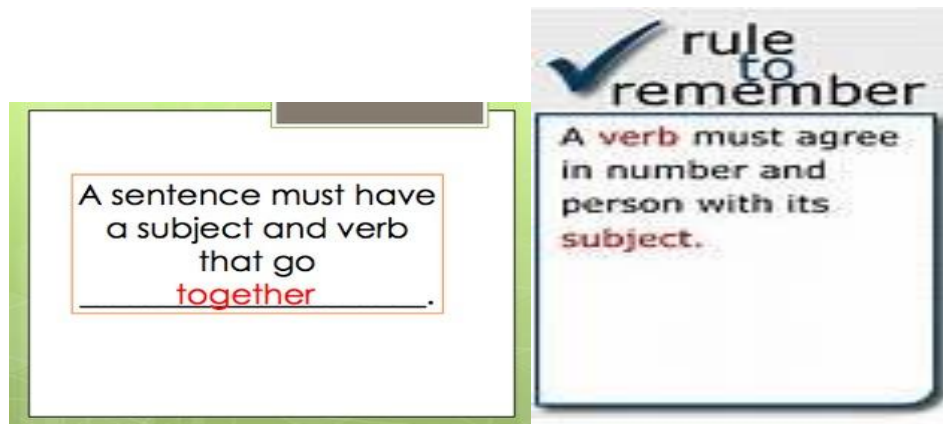 A sentence must have
a subject and verb
that go
together.
rule
to
remember
A verb must agree
in number and
person with its
subject.